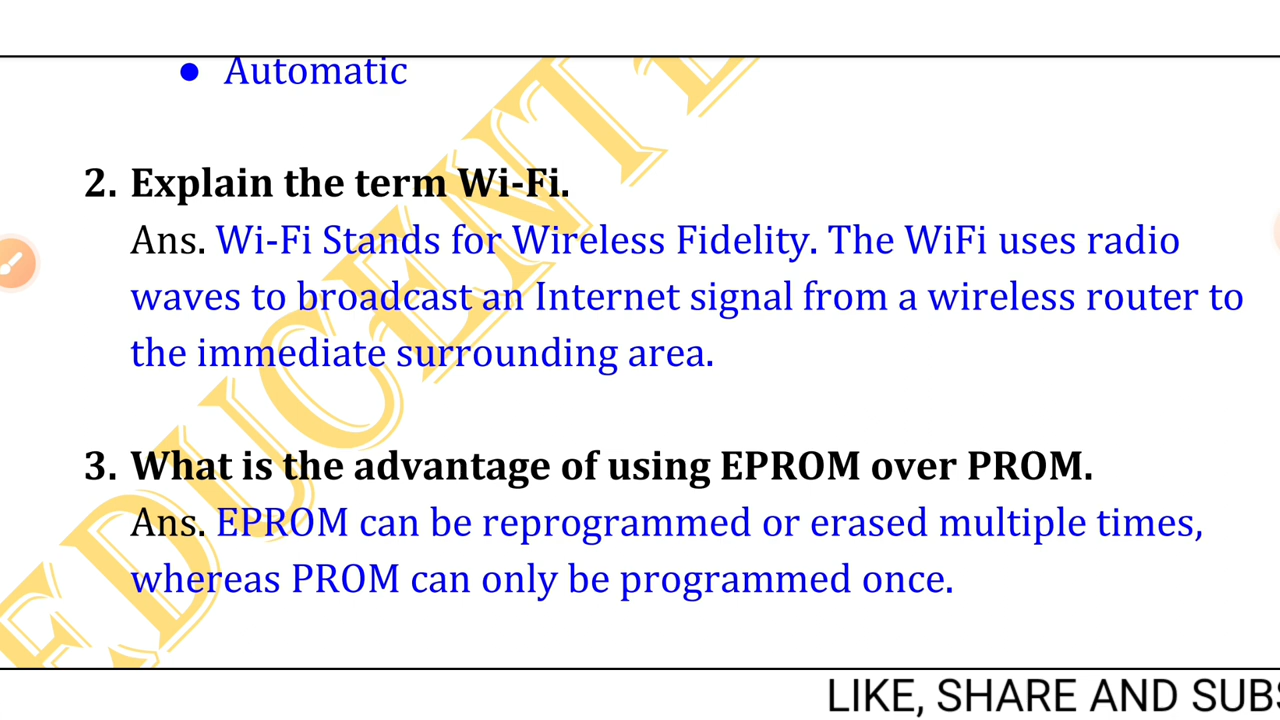 ● Automatic
2. Explain the term Wi-Fi.
Ans. Wi-Fi Stands for Wireless Fidelity. The WiFi uses radio
waves to broadcast an Internet signal from a wireless router to
the immediate surrounding area.
3. What is the advantage of using EPROM over PROM.
Ans. EPROM can be reprogrammed or erased multiple times,
whereas PROM can only be programmed once.
EDUCENT
LIKE, SHARE AND SUBS